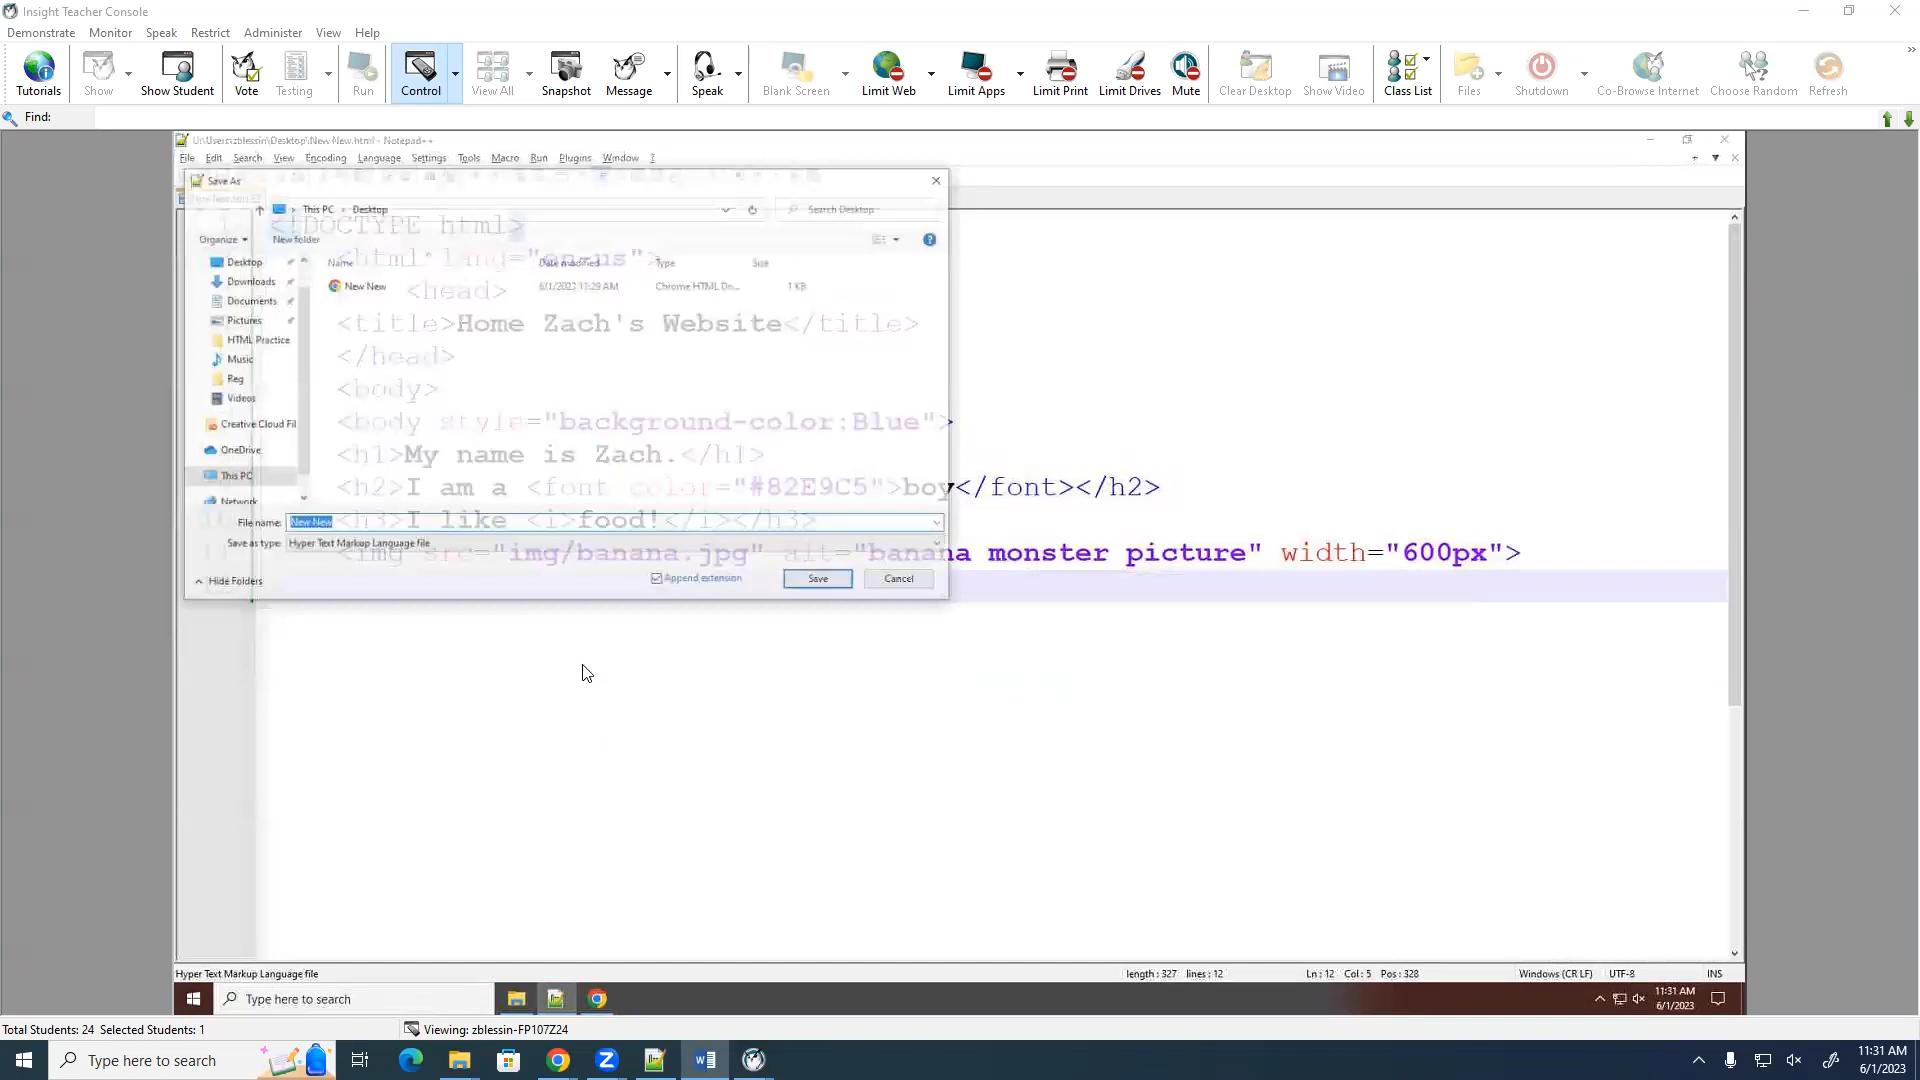 Insight Teacher Console
Demonstrate Monitor Speak Restrict Administer View Help
Tutorials Show Show Student Vote Testing Run Control View All Snapshot Message Speak Blank Screen Limit Web Limit Apps Limit Print Limit Drives Mute Clear Desktop Show Video Class List Files Shutdown Co-Browse Internet Choose Random Refresh
Find:
U:\Users\zblessin\Desktop\New New.html - Notepad++
File Edit Search View Encoding Language Settings Tools Macro Run Plugins Window ?
Save As
This PC Desktop Search Desktop
<!DOCTYPE html>
Organize New folder
<html lang="en-us">
Desktop Name Date modified Type Size
Downloads New New 6/1/2023 11:29 AM Chrome HTML Do... 1 KB
<head>
Documents
Pictures
<title>Home Zach's Website</title>
HTML Practice
</head>
Music
Reg
<body>
Videos
<body style="background-color:Blue">
Creative Cloud Fil
OneDrive
<h1>My name is Zach.</h1>
This PC
<h2>I am a <font color="#82E9C5">boy</font></h2>
Network
File name: New New
<h3>I like <i>food!</i></h3>
Save as type: Hyper Text Markup Language file
<img src="img/banana.jpg" alt="banana monster picture" width="600px">
Hide Folders Append extension Save Cancel
Hyper Text Markup Language file length : 327 lines : 12 Ln : 12 Col : 5 Pos : 328 Windows (CR LF) UTF-8 INS
Type here to search 11:31 AM
6/1/2023
Total Students: 24 Selected Students: 1 Viewing: zblessin-FP107Z24
Type here to search 11:31 AM
6/1/2023